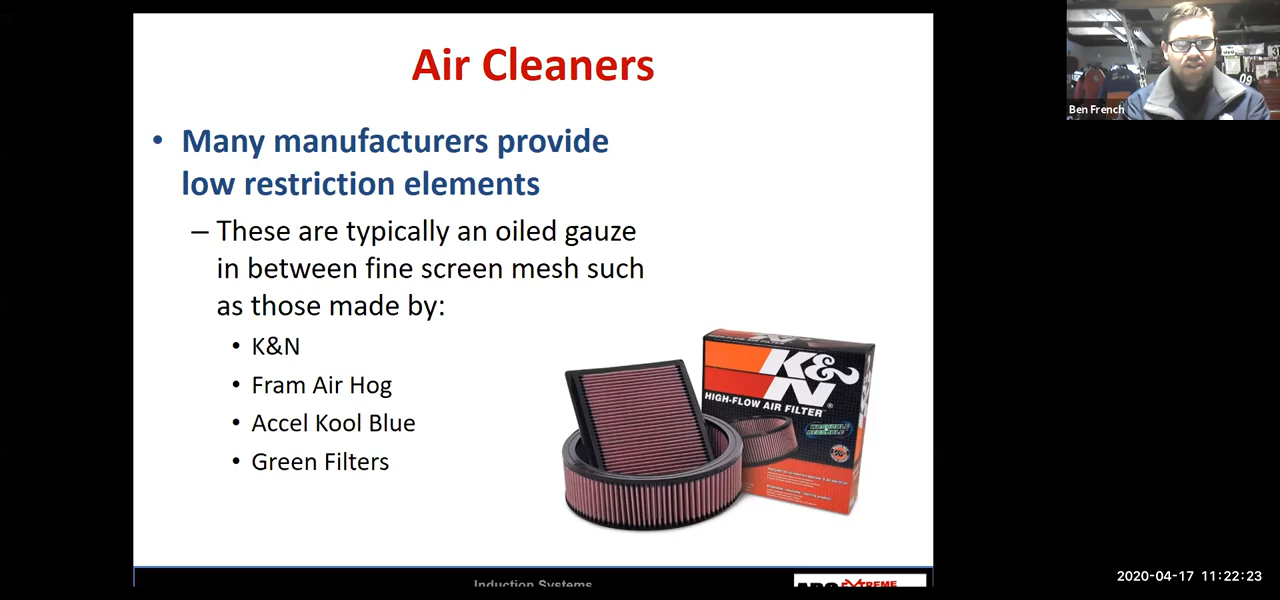 Air Cleaners
• Many manufacturers provide
low restriction elements
– These are typically an oiled gauze
in between fine screen mesh such
as those made by:
• K&N
• Fram Air Hog
• Accel Kool Blue
• Green Filters
K&N
HIGH-FLOW AIR FILTER
Induction Systems
EXTREME
Ben French
09
2020-04-17 11:22:23